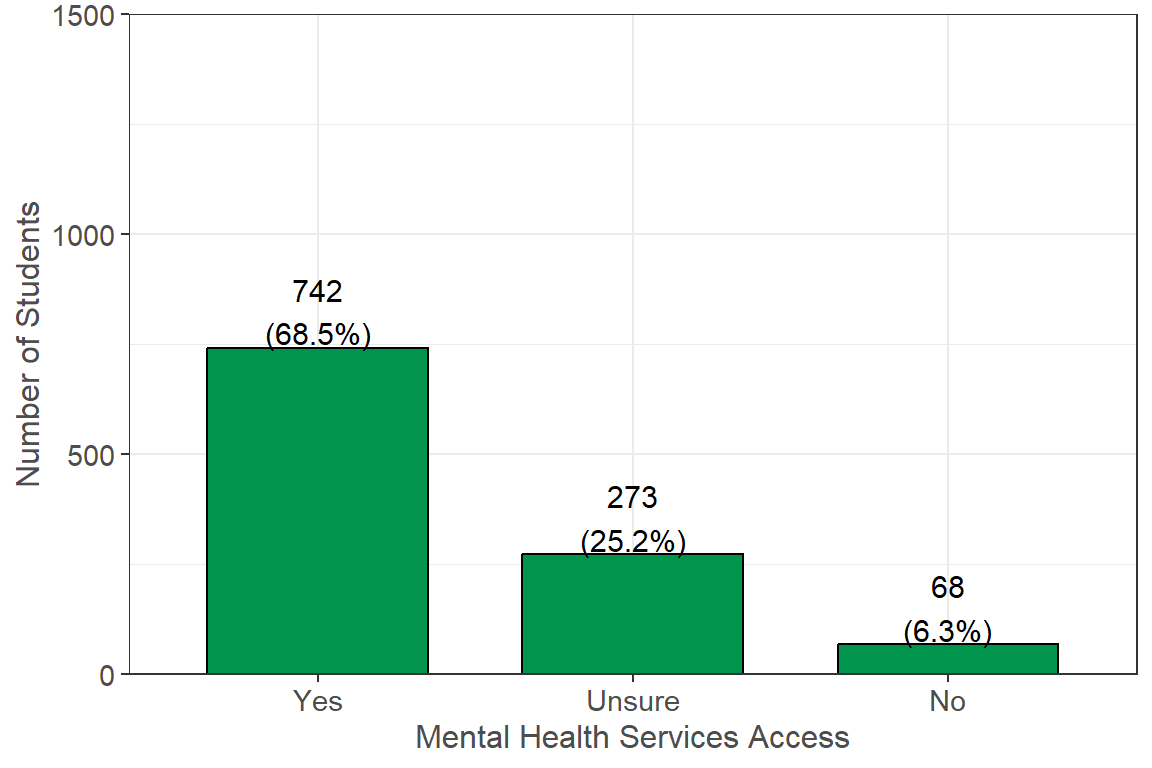 Number of Students
1500
1000
500
0
742
(68.5%)
273
(25.2%)
68
(6.3%)
Yes
Unsure
No
Mental Health Services Access